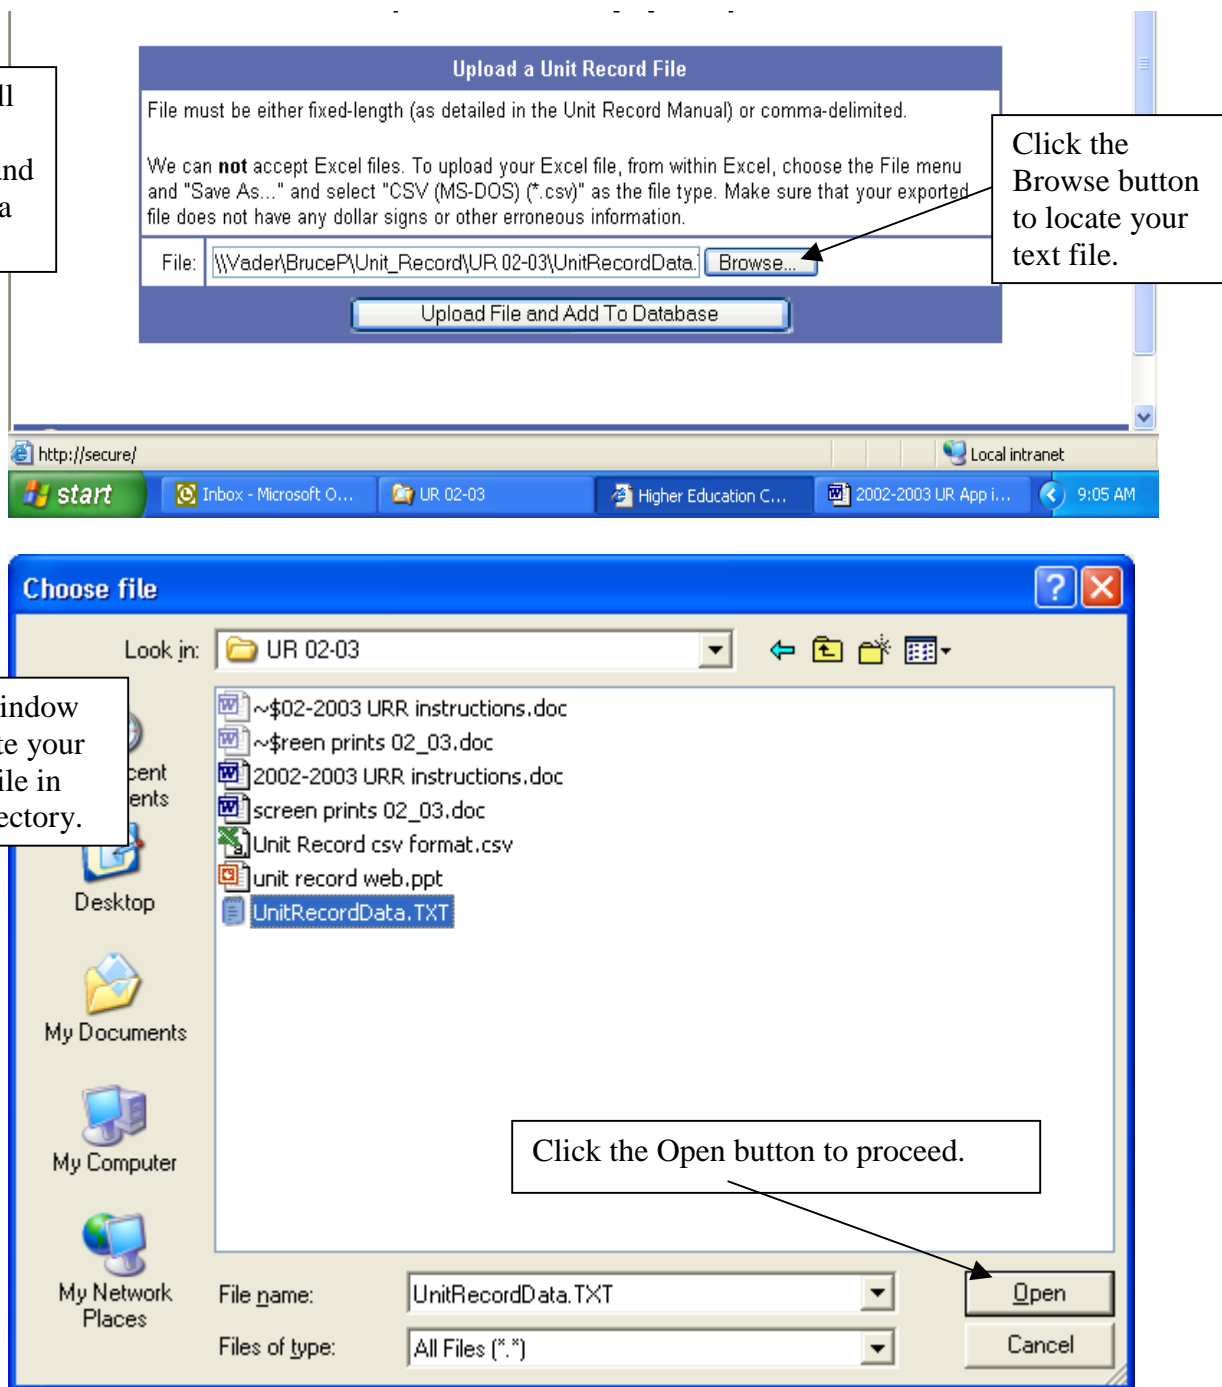 Upload a Unit Record File
File must be either fixed-length (as detailed in the Unit Record Manual) or comma-delimited.
We can not accept Excel files. To upload your Excel file, from within Excel, choose the File menu
and "Save As..." and select "CSV (MS-DOS) (*.csv)" as the file type. Make sure that your exported
file does not have any dollar signs or other erroneous information.
File: \\Vader\BruceP\Unit_Record\UR 02-03\UnitRecordData. Browse...
Upload File and Add To Database
ll
and
a
Click the
Browse button
to locate your
text file.
http://secure/
Local intranet
start
Inbox - Microsoft O...
UR 02-03
Higher Education C...
2002-2003 UR App i...
9:05 AM
Choose file
Look in: UR 02-03
indow
te your
ile in
ectory.
cent
ents
Desktop
My Documents
My Computer
My Network
Places
~$02-2003 URR instructions.doc
~$reen prints 02_03.doc
2002-2003 URR instructions.doc
screen prints 02_03.doc
Unit Record csv format.csv
unit record web.ppt
UnitRecordData.TXT
Click the Open button to proceed.
File name: UnitRecordData.TXT Open
Files of type: All Files (*.*) Cancel